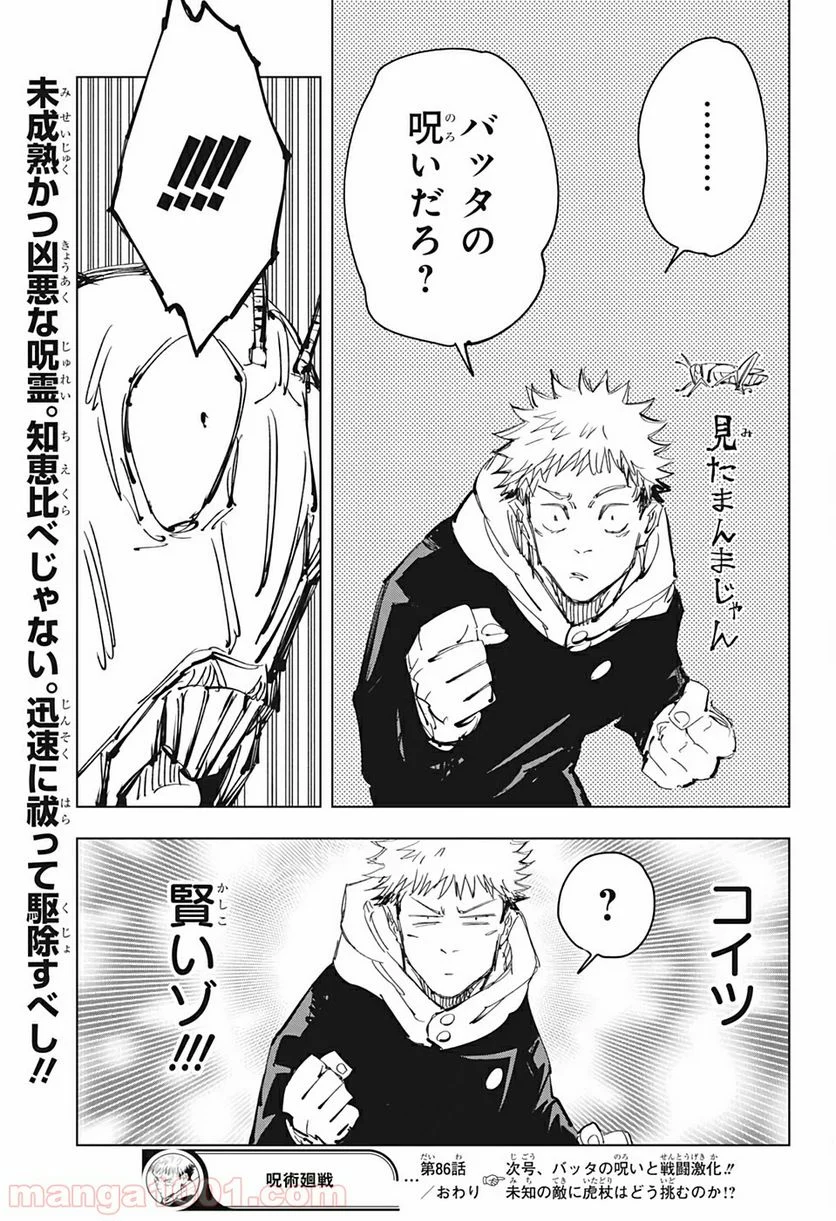 ………
バッタの
呪いだろ？
見たまんまじゃん
!!!!!
コイツ
？
賢いゾ!!!
未成熟かつ凶悪な呪霊。知恵比べじゃない。迅速に祓って駆除すべし!!
呪術廻戦
…第86話
／おわり
☞次号、バッタの呪いと戦闘激化!!
未知の敵に虎杖はどう挑むのか!?